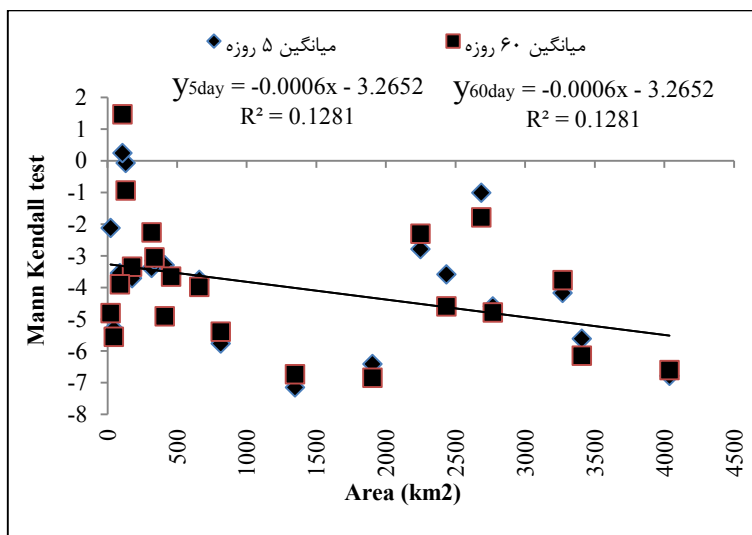 میانگین ۵ روزه میانگین ۶۰ روزه
y5day = -0.0006x - 3.2652 y60day = -0.0006x - 3.2652
R² = 0.1281 R² = 0.1281
2
1
0
-1
-2
-3
-4
-5
-6
-7
-8
Mann Kendall test
0 500 1000 1500 2000 2500 3000 3500 4000 4500
Area (km2)